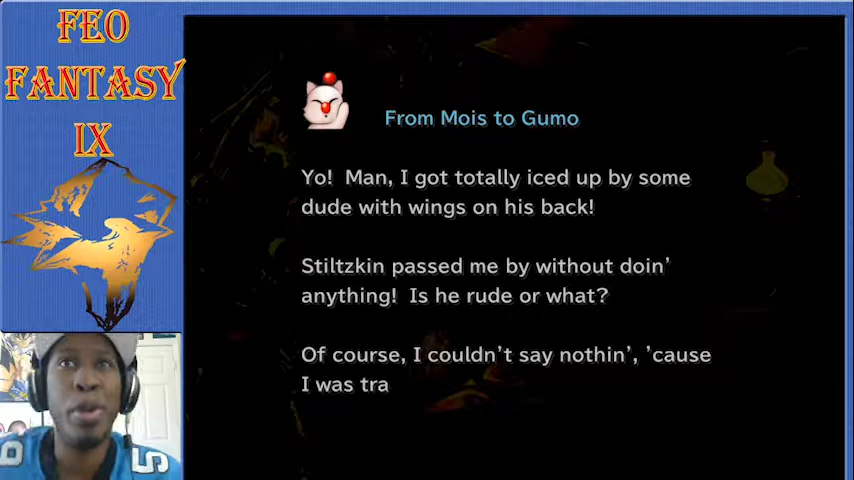 FEO
FANTASY
IX
From Mois to Gumo
Yo! Man, I got totally iced up by some
dude with wings on his back!
Stiltzkin passed me by without doin'
anything! Is he rude or what?
Of course, I couldn't say nothin', 'cause
I was tra